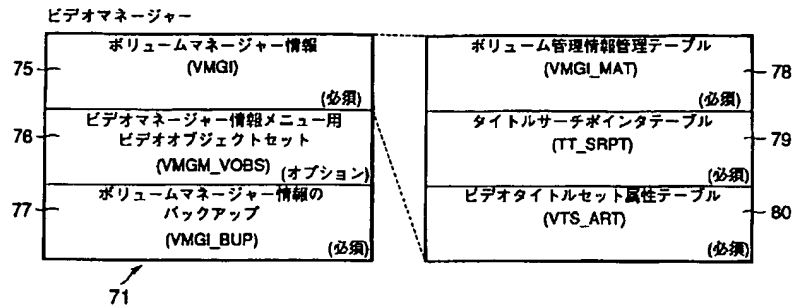 ビデオマネージャー
75
ボリュームマネージャー情報
(VMGI)
(必須)
76
ビデオマネージャー情報メニュー用
ビデオオブジェクトセット
(VMGM_VOBS)
(オプション)
77
ボリュームマネージャー情報の
バックアップ
(VMGI_BUP)
(必須)
71
ボリューム管理情報管理テーブル
(VMGI_MAT)
(必須)
78
タイトルサーチポインタテーブル
(TT_SRPT)
(必須)
79
ビデオタイトルセット属性テーブル
(VTS_ART)
(必須)
80